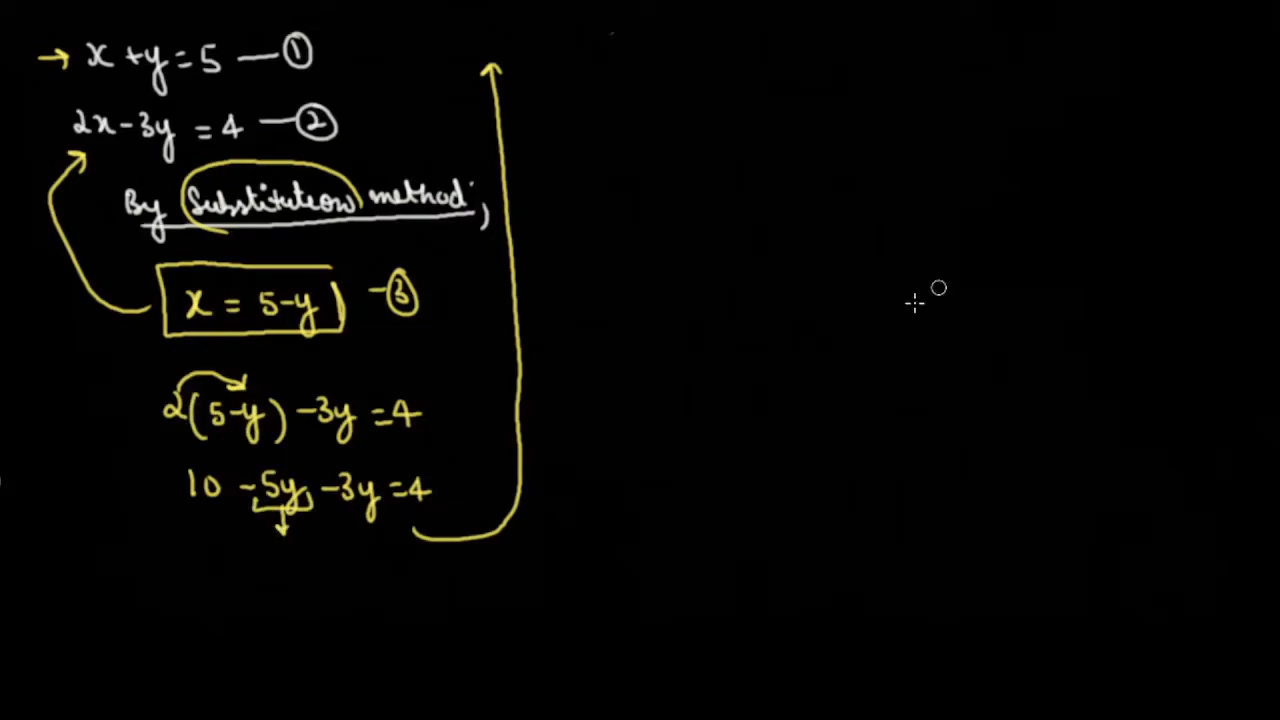 x + y = 5 — ①
2x - 3y = 4 — ②
By Substitution method,
x = 5-y - ③
2(5-y) - 3y = 4
10 - 5y - 3y = 4